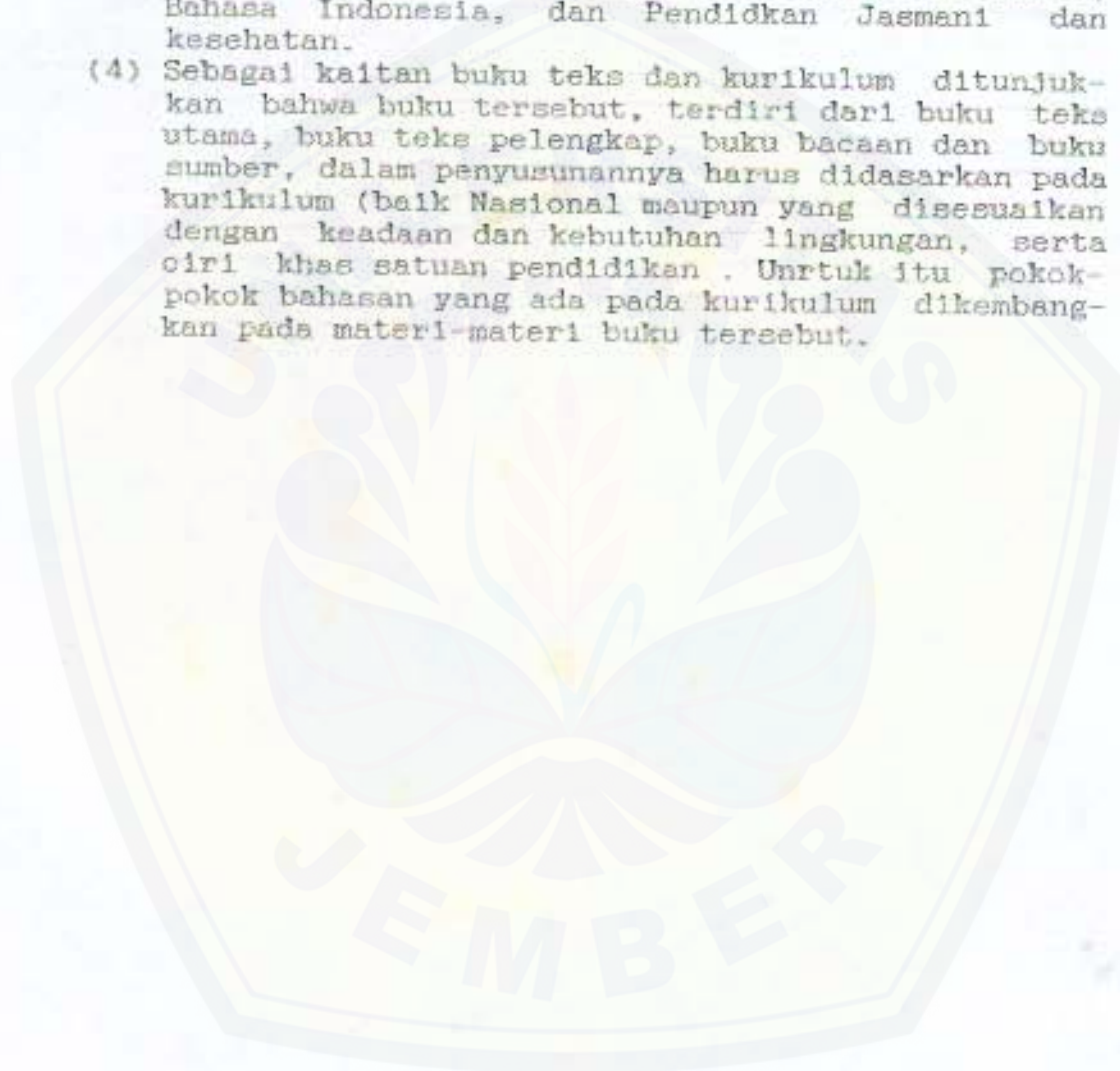 Bahasa Indonesia, dan Pendidkan Jasmani dan
kesehatan.
(4) Sebagai kaitan buku teks dan kurikulum ditunjuk-
kan bahwa buku tersebut, terdiri dari buku teks
utama, buku teks pelengkap, buku bacaan dan buku
sumber, dalam penyusunannya harus didasarkan pada
kurikulum (baik Nasional maupun yang disesuaikan
dengan keadaan dan kebutuhan lingkungan, serta
ciri khas satuan pendidikan . Unrtuk itu pokok-
pokok bahasan yang ada pada kurikulum dikembang-
kan pada materi-materi buku tersebut.
JEMBER